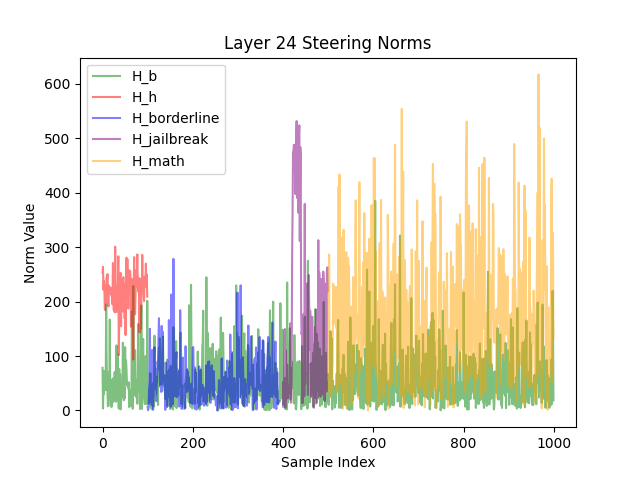 Layer 24 Steering Norms
H_b
H_h
H_borderline
H_jailbreak
H_math
Norm Value
600
500
400
300
200
100
0
0 200 400 600 800 1000
Sample Index